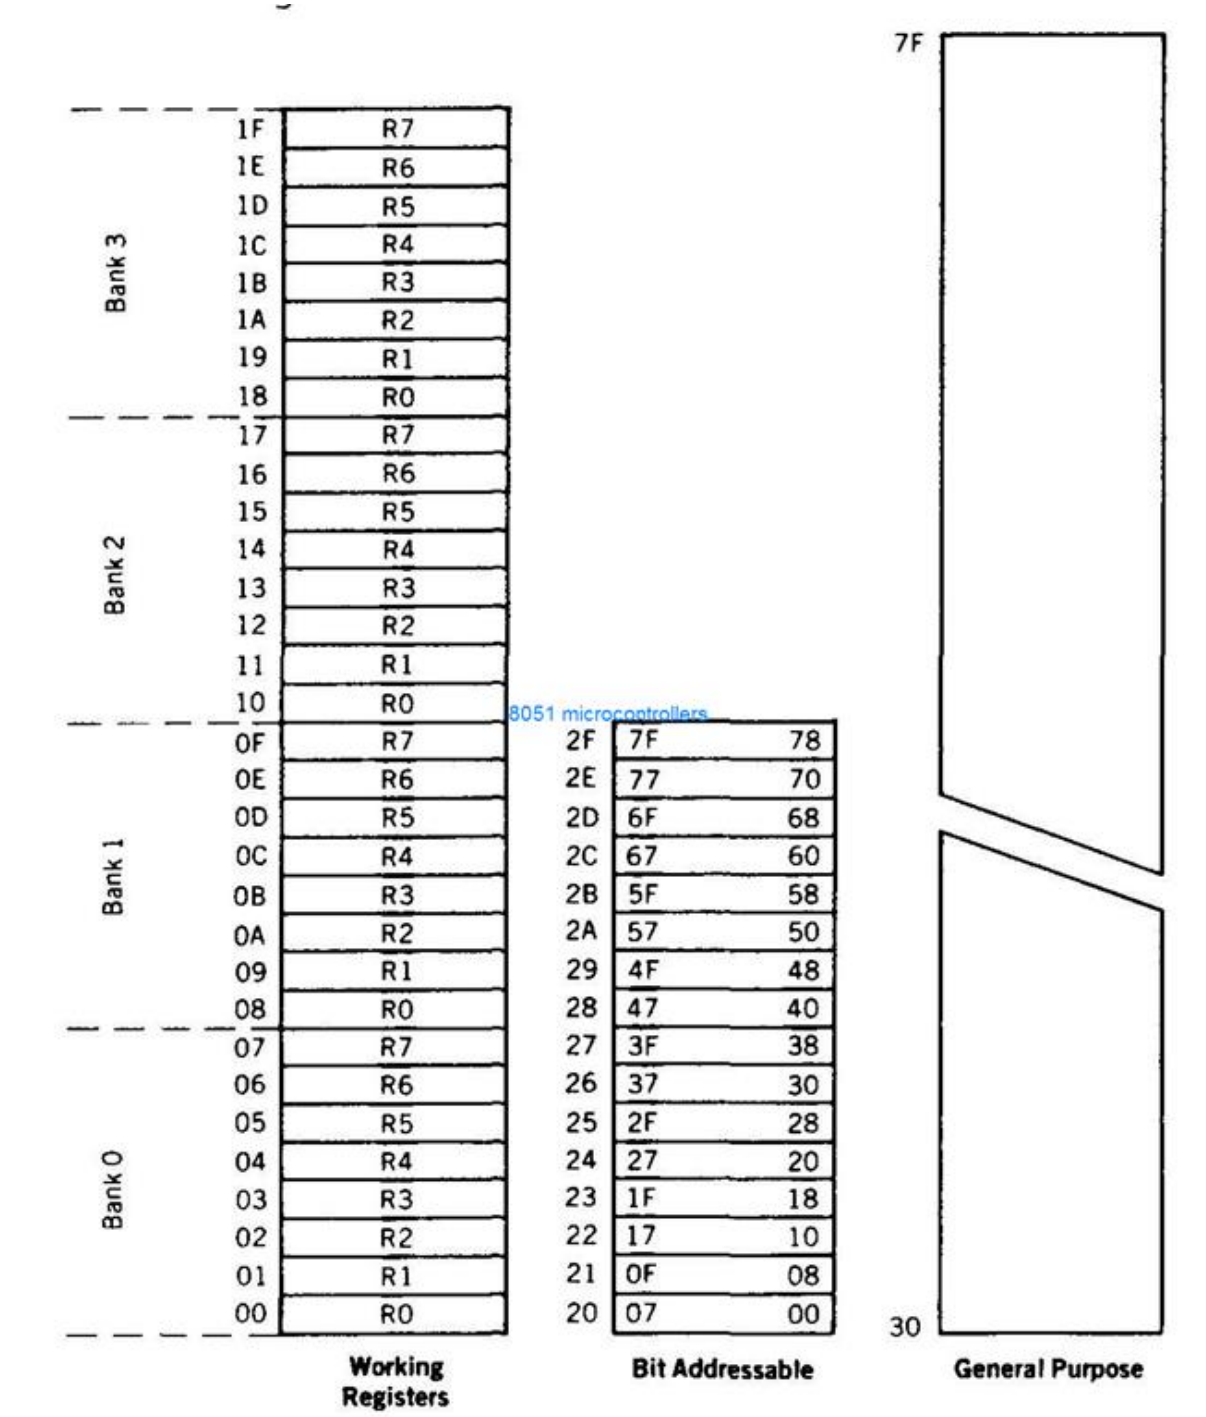 7F
1F R7
1E R6
1D R5
1C R4
Bank 3
1B R3
1A R2
19 R1
18 R0
17 R7
16 R6
15 R5
14 R4
Bank 2
13 R3
12 R2
11 R1
10 R0
8051 microcontrollers
0F R7 2F 7F 78
0E R6 2E 77 70
0D R5 2D 6F 68
0C R4 2C 67 60
Bank 1
0B R3 2B 5F 58
0A R2 2A 57 50
09 R1 29 4F 48
08 R0 28 47 40
07 R7 27 3F 38
06 R6 26 37 30
05 R5 25 2F 28
04 R4 24 27 20
Bank 0
03 R3 23 1F 18
02 R2 22 17 10
01 R1 21 0F 08
00 R0 20 07 00
30
Working
Registers
Bit Addressable
General Purpose